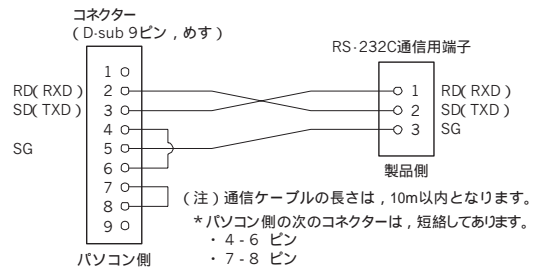 コネクター
( D-sub 9ピン , めす )
RS-232C通信用端子
1
RD( RXD ) 2
SD( TXD ) 3
4
SG 5
6
7
8
9
パソコン側
1 RD( RXD )
2 SD( TXD )
3 SG
製品側
( 注 ) 通信ケーブルの長さは , 10m以内となります。
* パソコン側の次のコネクターは , 短絡してあります。
・ 4 - 6 ピン
・ 7 - 8 ピン